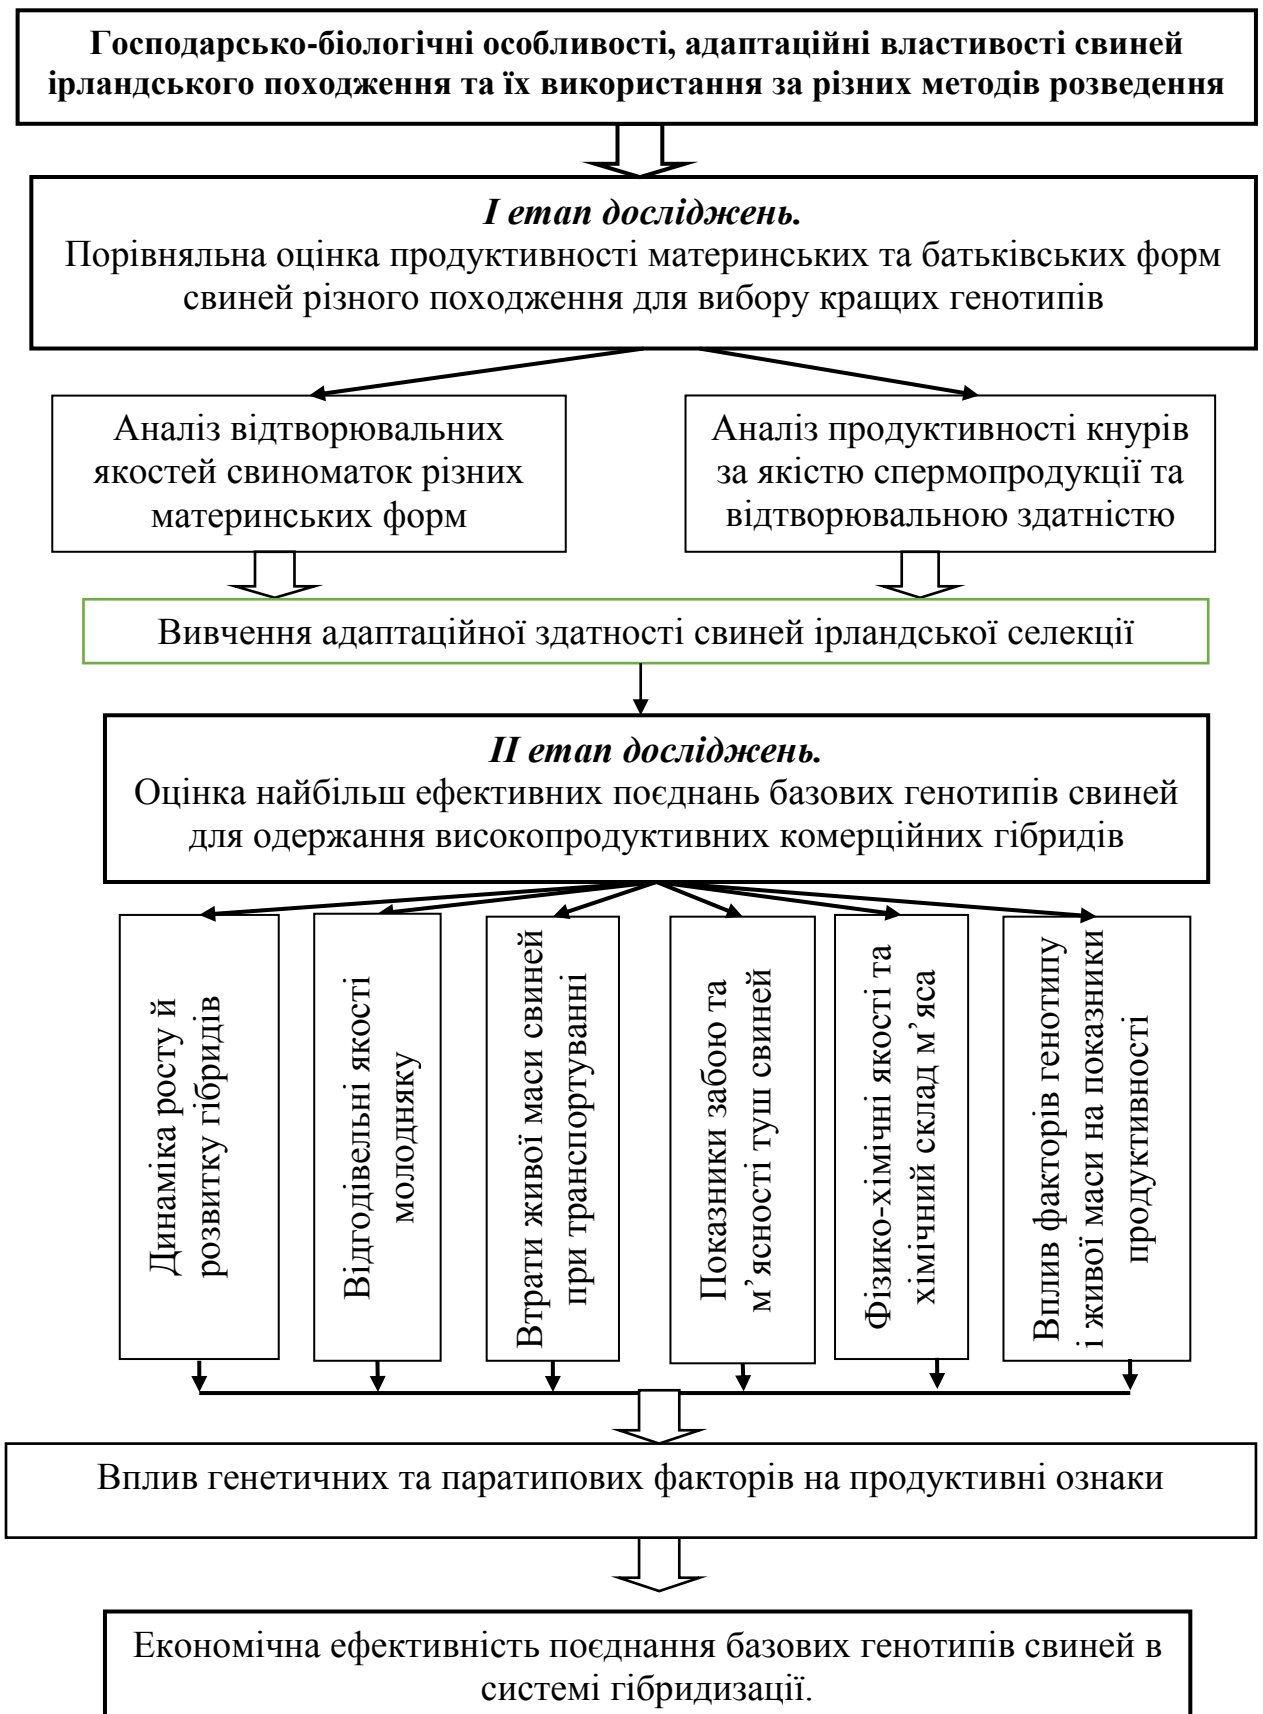 Господарсько-біологічні особливості, адаптаційні властивості свиней
ірландського походження та їх використання за різних методів розведення
I етап досліджень.
Порівняльна оцінка продуктивності материнських та батьківських форм
свиней різного походження для вибору кращих генотипів
Аналіз відтворювальних
якостей свиноматок різних
материнських форм
Аналіз продуктивності кнурів
за якістю спермопродукції та
відтворювальною здатністю
Вивчення адаптаційної здатності свиней ірландської селекції
II етап досліджень.
Оцінка найбільш ефективних поєднань базових генотипів свиней
для одержання високопродуктивних комерційних гібридів
Динаміка росту й
розвитку гібридів
Відгодівельні якості
молодняку
Втрати живої маси свиней
при транспортуванні
Показники забою та
м’ясності туш свиней
Фізико-хімічні якості та
хімічний склад м’яса
Вплив факторів генотипу
і живої маси на показники
продуктивності
Вплив генетичних та паратипових факторів на продуктивні ознаки
Економічна ефективність поєднання базових генотипів свиней в
системі гібридизації.